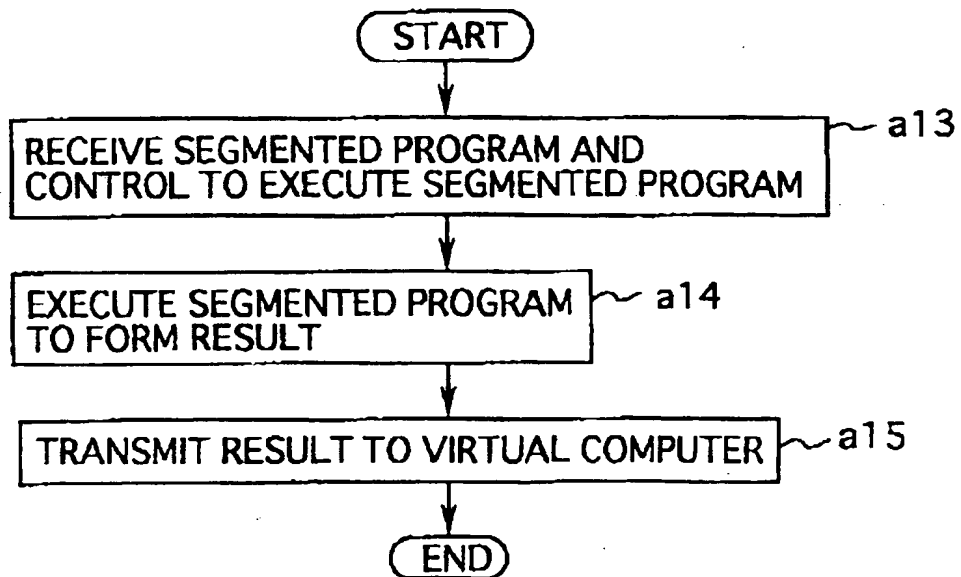 START
RECEIVE SEGMENTED PROGRAM AND
CONTROL TO EXECUTE SEGMENTED PROGRAM
a13
EXECUTE SEGMENTED PROGRAM
TO FORM RESULT
a14
TRANSMIT RESULT TO VIRTUAL COMPUTER
a15
END